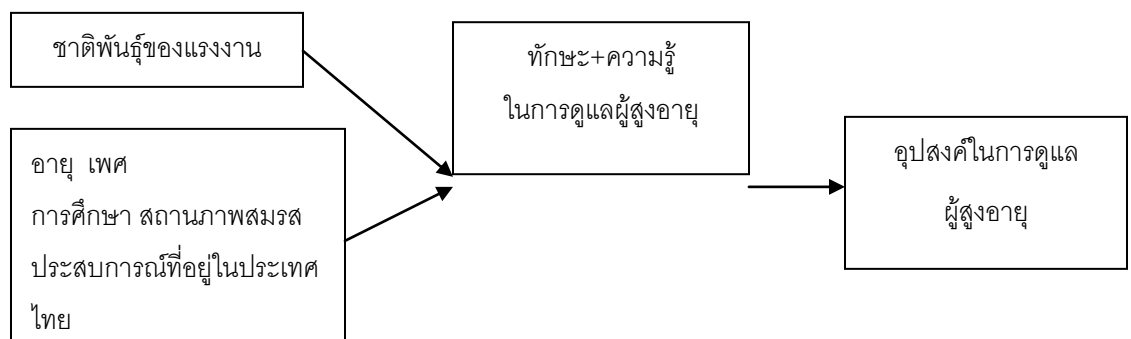 ชาติพันธุ์ของแรงงาน
ทักษะ+ความรู้
ในการดูแลผู้สูงอายุ
อายุ เพศ
การศึกษา สถานภาพสมรส
ประสบการณ์ที่อยู่ในประเทศ
ไทย
อุปสงค์ในการดูแล
ผู้สูงอายุ